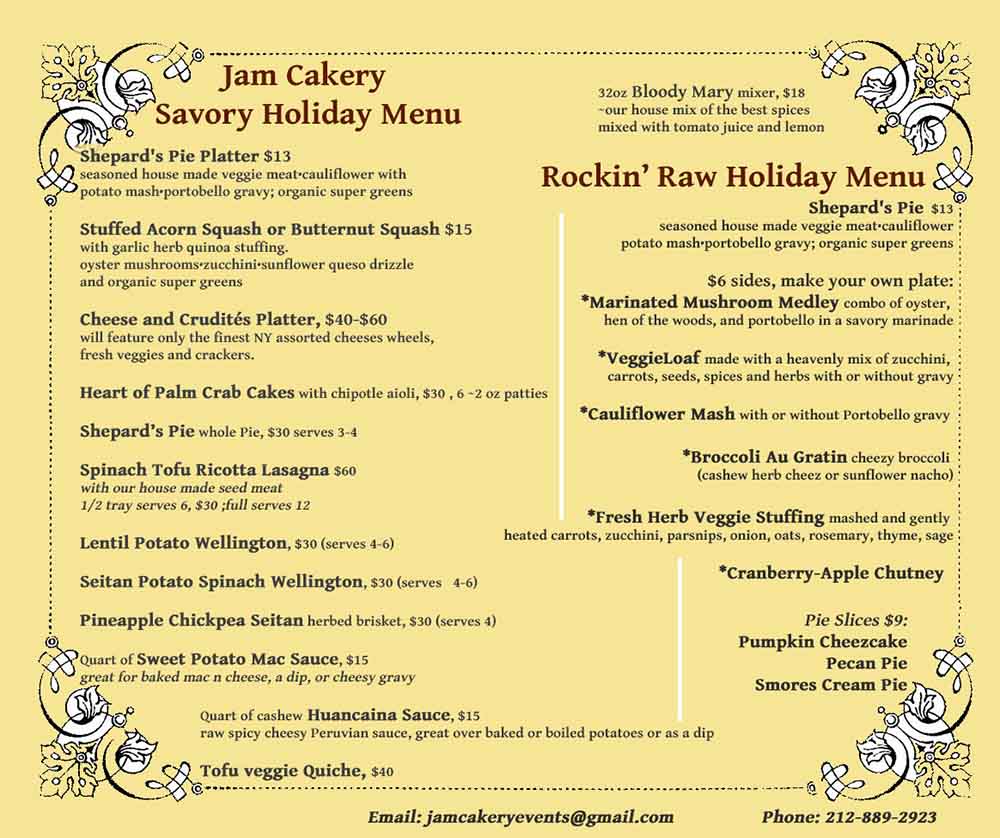 Jam Cakery
Savory Holiday Menu
Shepard's Pie Platter $13
seasoned house made veggie meat•cauliflower with
potato mash•portobello gravy; organic super greens
Stuffed Acorn Squash or Butternut Squash $15
with garlic herb quinoa stuffing.
oyster mushrooms•zucchini•sunflower queso drizzle
and organic super greens
Cheese and Crudités Platter, $40-$60
will feature only the finest NY assorted cheeses wheels,
fresh veggies and crackers.
Heart of Palm Crab Cakes with chipotle aioli, $30 , 6 ~2 oz patties
Shepard’s Pie whole Pie, $30 serves 3-4
Spinach Tofu Ricotta Lasagna $60
with our house made seed meat
1/2 tray serves 6, $30 ;full serves 12
Lentil Potato Wellington, $30 (serves 4-6)
Seitan Potato Spinach Wellington, $30 (serves 4-6)
Pineapple Chickpea Seitan herbed brisket, $30 (serves 4)
Quart of Sweet Potato Mac Sauce, $15
great for baked mac n cheese, a dip, or cheesy gravy
Quart of cashew Huancaina Sauce, $15
raw spicy cheesy Peruvian sauce, great over baked or boiled potatoes or as a dip
Tofu veggie Quiche, $40
32oz Bloody Mary mixer, $18
~our house mix of the best spices
mixed with tomato juice and lemon
Rockin’ Raw Holiday Menu
Shepard's Pie $13
seasoned house made veggie meat•cauliflower
potato mash•portobello gravy; organic super greens
$6 sides, make your own plate:
*Marinated Mushroom Medley combo of oyster,
hen of the woods, and portobello in a savory marinade
*VeggieLoaf made with a heavenly mix of zucchini,
carrots, seeds, spices and herbs with or without gravy
*Cauliflower Mash with or without Portobello gravy
*Broccoli Au Gratin cheezy broccoli
(cashew herb cheez or sunflower nacho)
*Fresh Herb Veggie Stuffing mashed and gently
heated carrots, zucchini, parsnips, onion, oats, rosemary, thyme, sage
*Cranberry-Apple Chutney
Pie Slices $9:
Pumpkin Cheezcake
Pecan Pie
Smores Cream Pie
Email: jamcakeryevents@gmail.com Phone: 212-889-2923